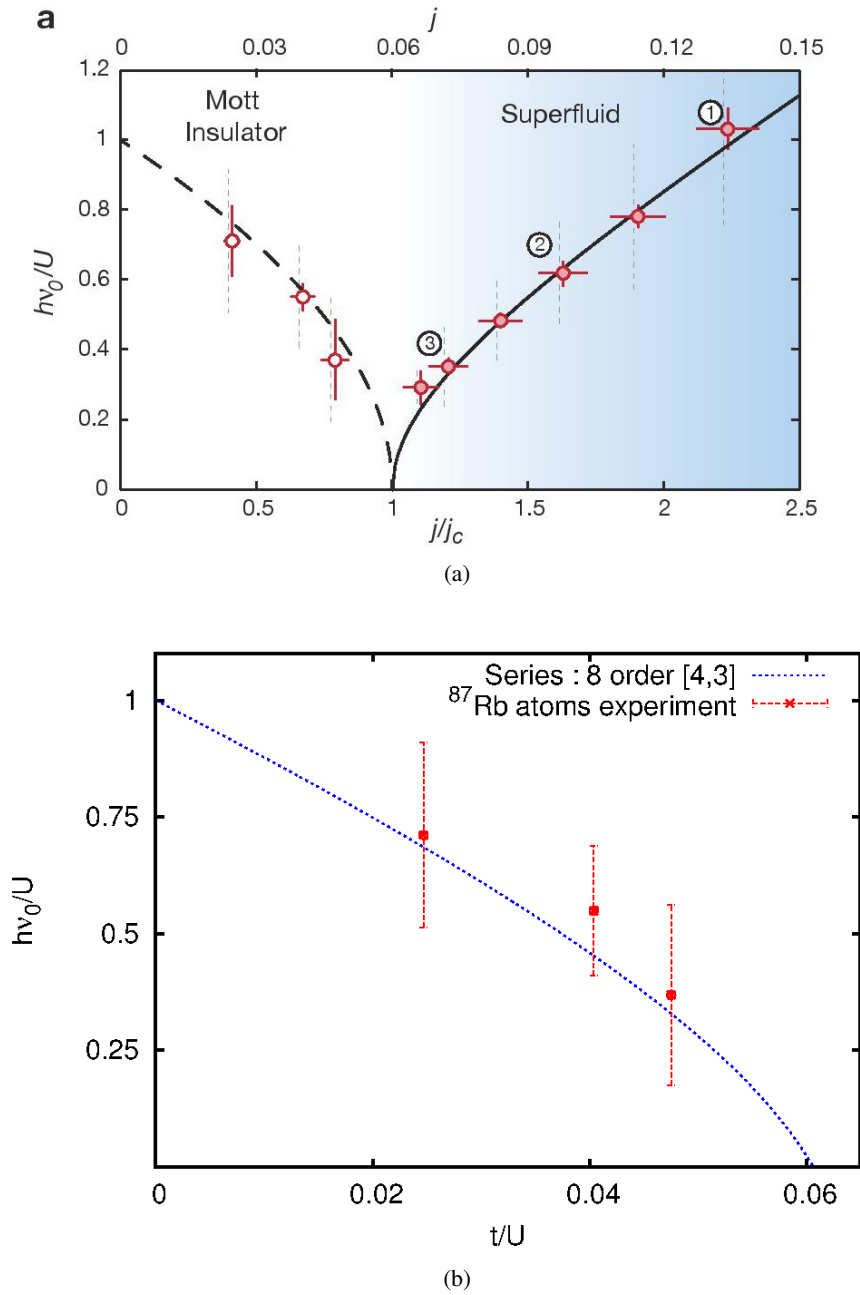 a
j
0 0.03 0.06 0.09 0.12 0.15
1.2
Mott
Insulator
Superfluid
1
1
0.8
2
0.6
hν0/U
0.4
3
0.2
0
0 0.5 1 1.5 2 2.5
j/jc
(a)
Series : 8 order [4,3]
87Rb atoms experiment
1
0.75
hν0/U
0.5
0.25
0 0.02 0.04 0.06
t/U
(b)